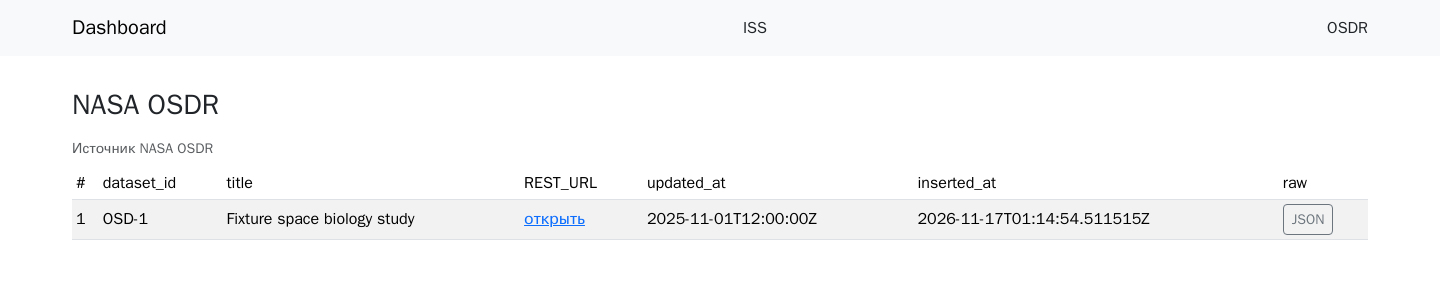 Dashboard ISS OSDR
NASA OSDR
Источник NASA OSDR
# dataset_id title REST_URL updated_at inserted_at raw
1 OSD-1 Fixture space biology study открыть 2025-11-01T12:00:00Z 2026-11-17T01:14:54.511515Z JSON